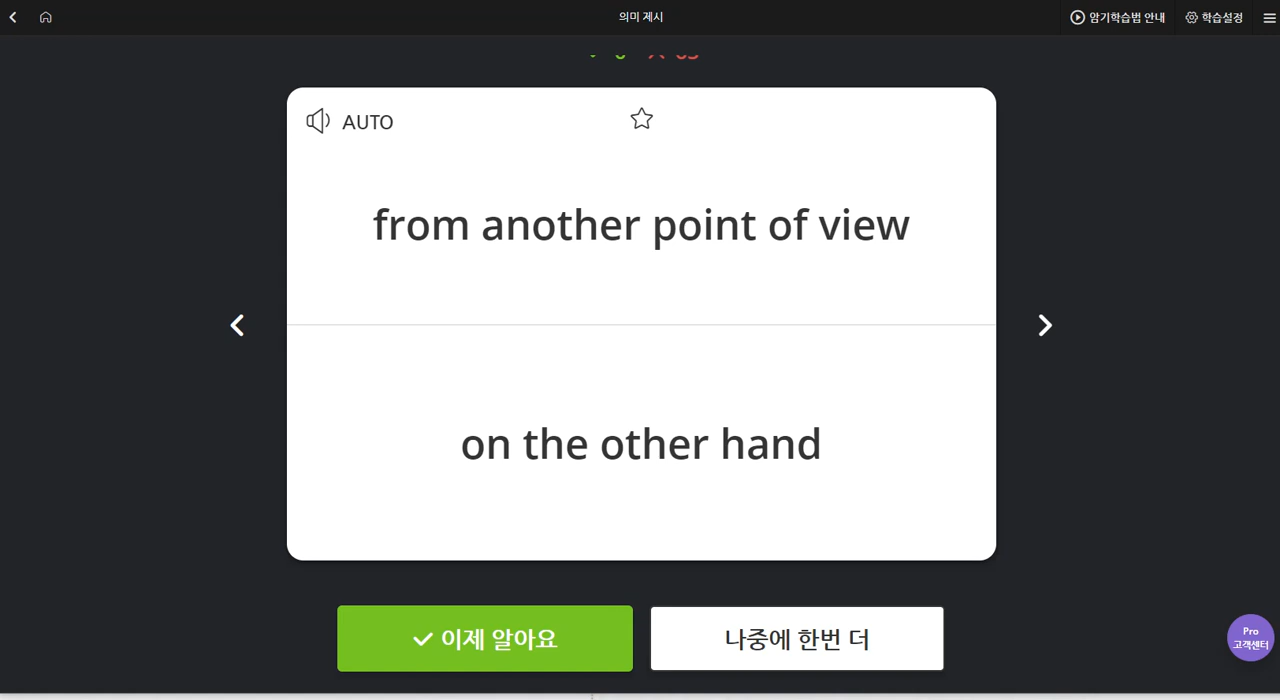 의미 제시
암기학습법 안내
학습설정
AUTO
from another point of view
on the other hand
이제 알아요
나중에 한번 더
Pro
고객센터